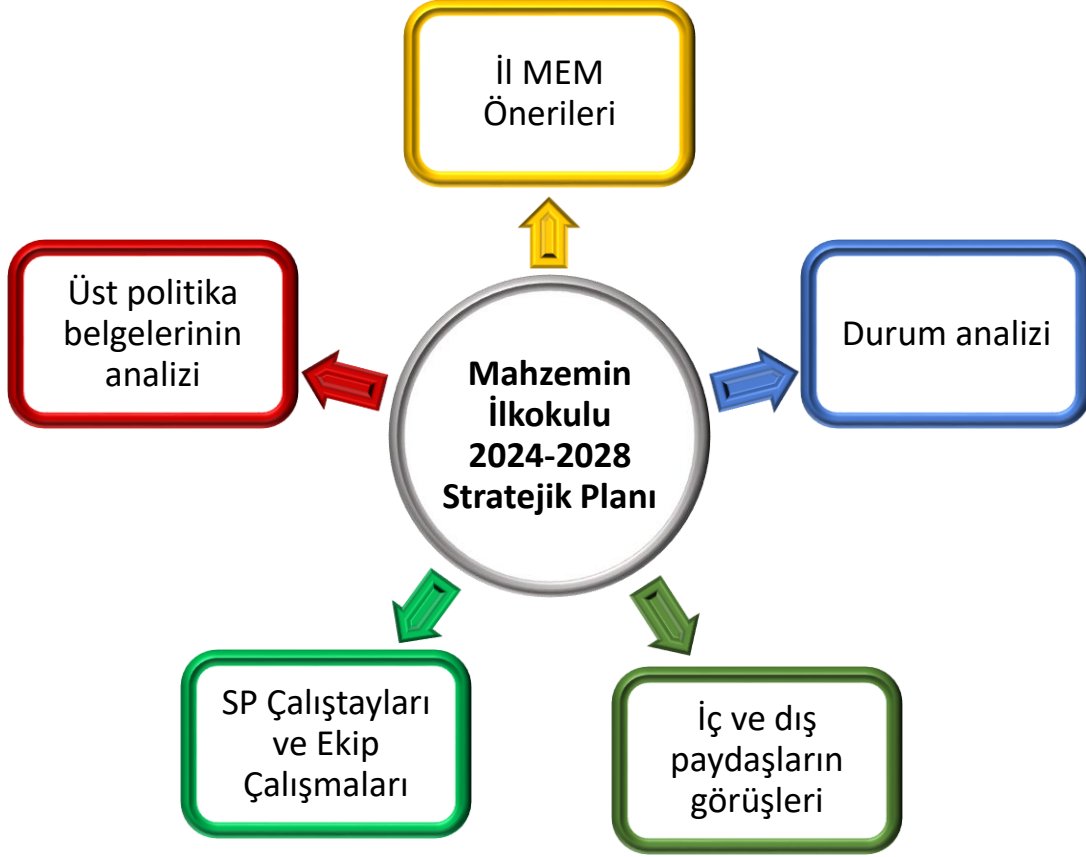 İl MEM
Önerileri
Üst politika
belgelerinin
analizi
Durum analizi
Mahzemin
İlkokulu
2024-2028
Stratejik Planı
SP Çalıştayları
ve Ekip
Çalışmaları
İç ve dış
paydaşların
görüşleri